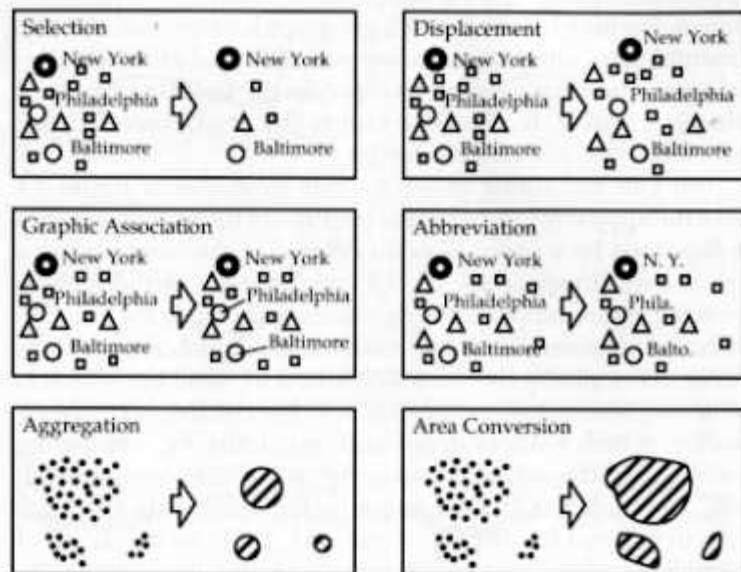 Selection
New York
New York
Philadelphia
Baltimore
Baltimore
Displacement
New York
New York
Philadelphia
Philadelphia
Baltimore
Baltimore
Graphic Association
New York
New York
Philadelphia
Philadelphia
Baltimore
Baltimore
Abbreviation
New York
N. Y.
Philadelphia
Phila.
Baltimore
Balto.
Aggregation
Area Conversion